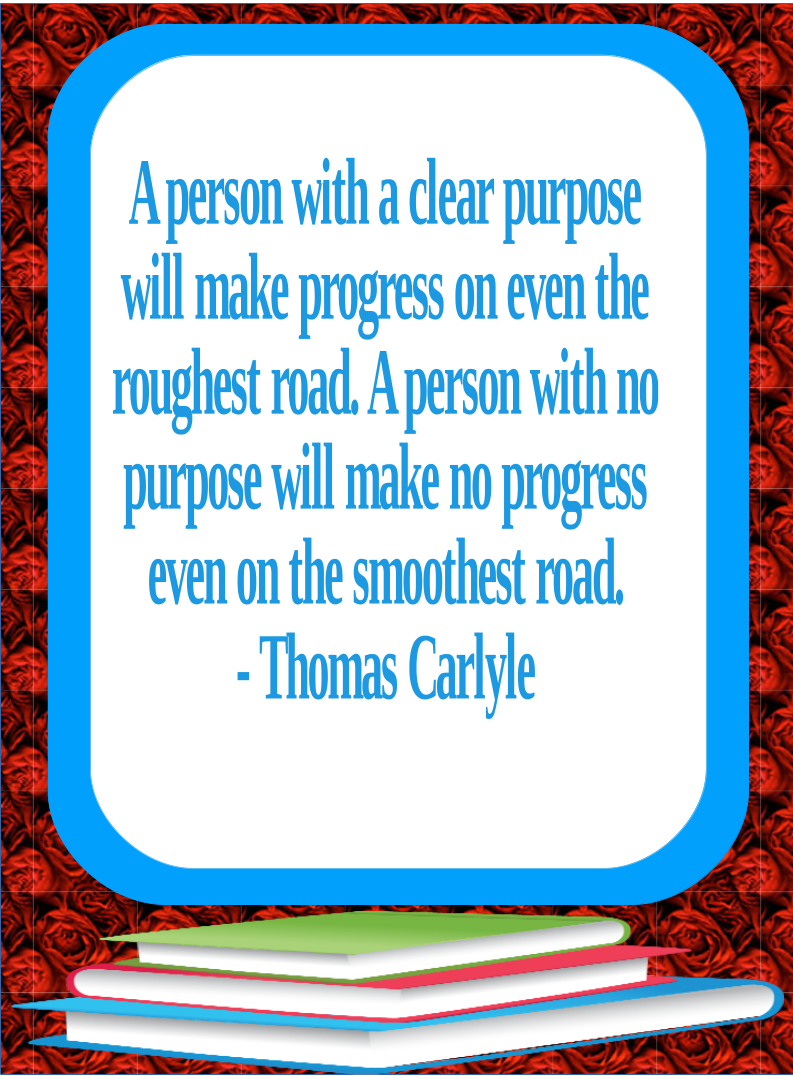 A person with a clear purpose
will make progress on even the
roughest road. A person with no
purpose will make no progress
even on the smoothest road.
- Thomas Carlyle